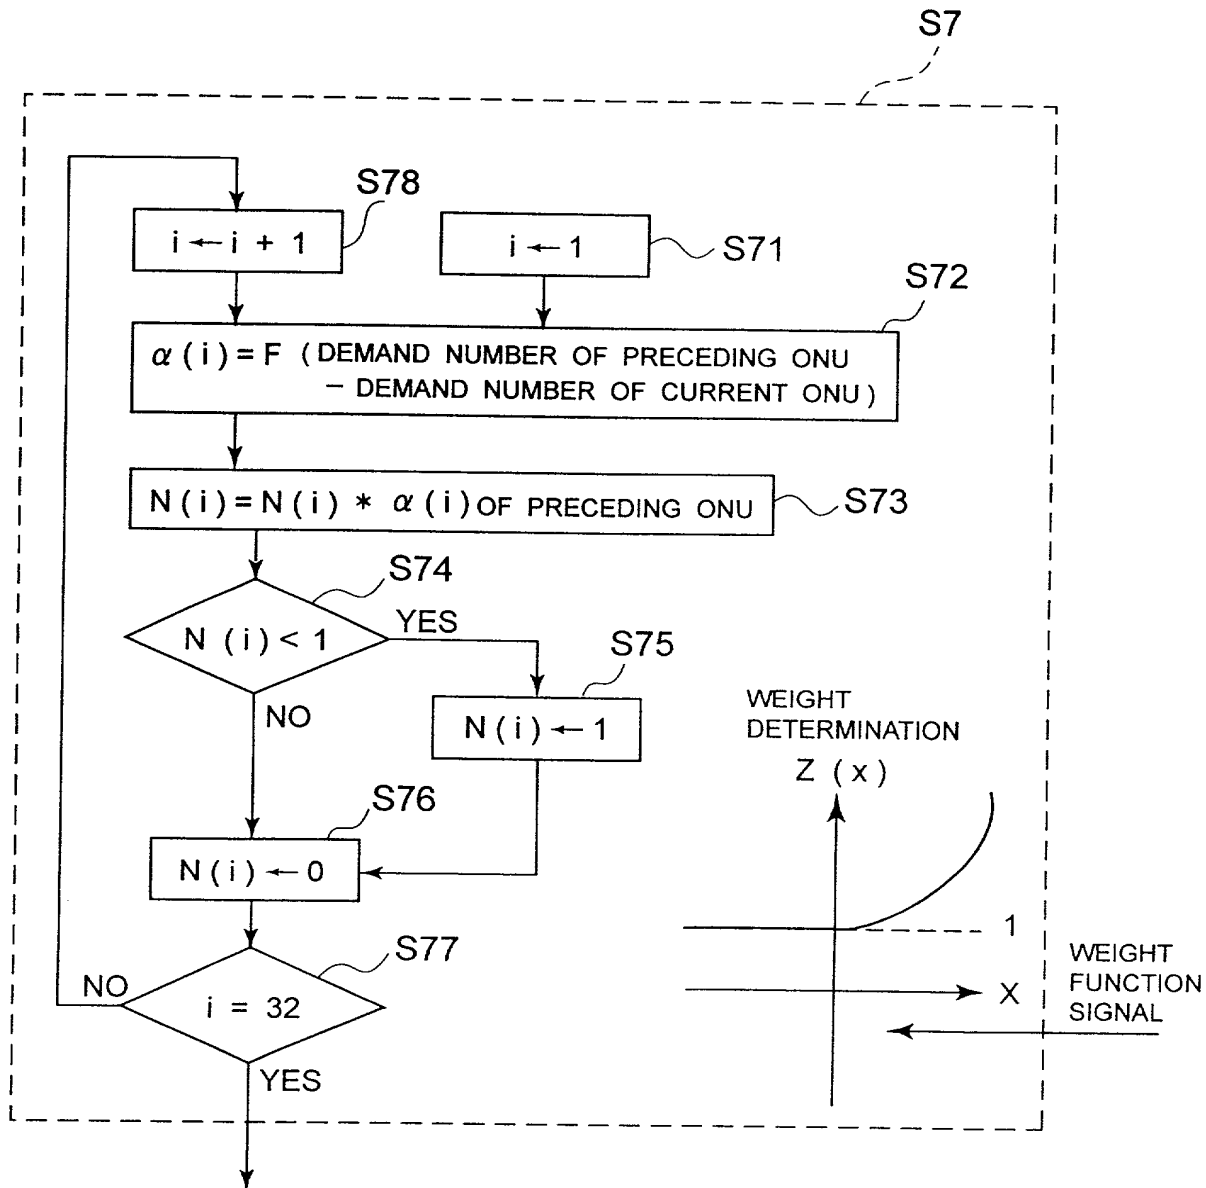 S7
S78
i ← i + 1
i ← 1
S71
S72
α (i) = F (DEMAND NUMBER OF PRECEDING ONU
− DEMAND NUMBER OF CURRENT ONU)
N (i) = N (i) * α (i) OF PRECEDING ONU
S73
S74
N (i) < 1
YES
S75
NO
N (i) ← 1
WEIGHT
DETERMINATION
Z (x)
S76
N (i) ← 0
S77
1
NO
i = 32
WEIGHT
FUNCTION
SIGNAL
X
YES